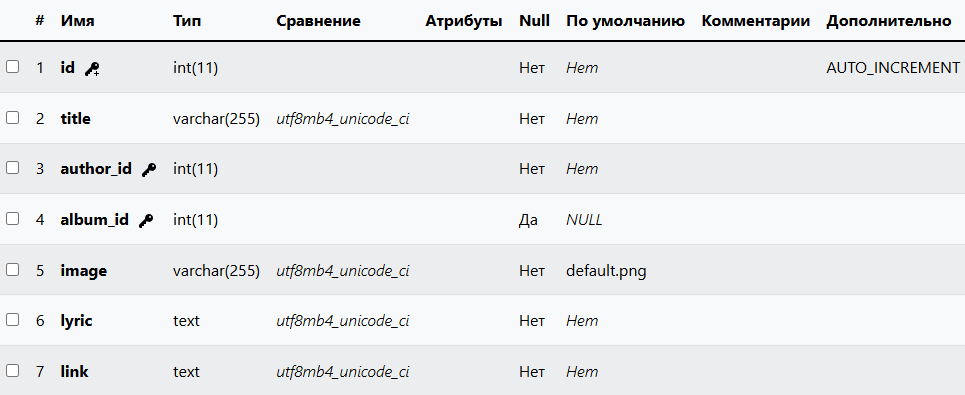 # Имя Тип Сравнение Атрибуты Null По умолчанию Комментарии Дополнительно
1 id int(11) Нет Нет AUTO_INCREMENT
2 title varchar(255) utf8mb4_unicode_ci Нет Нет
3 author_id int(11) Нет Нет
4 album_id int(11) Да NULL
5 image varchar(255) utf8mb4_unicode_ci Нет default.png
6 lyric text utf8mb4_unicode_ci Нет Нет
7 link text utf8mb4_unicode_ci Нет Нет